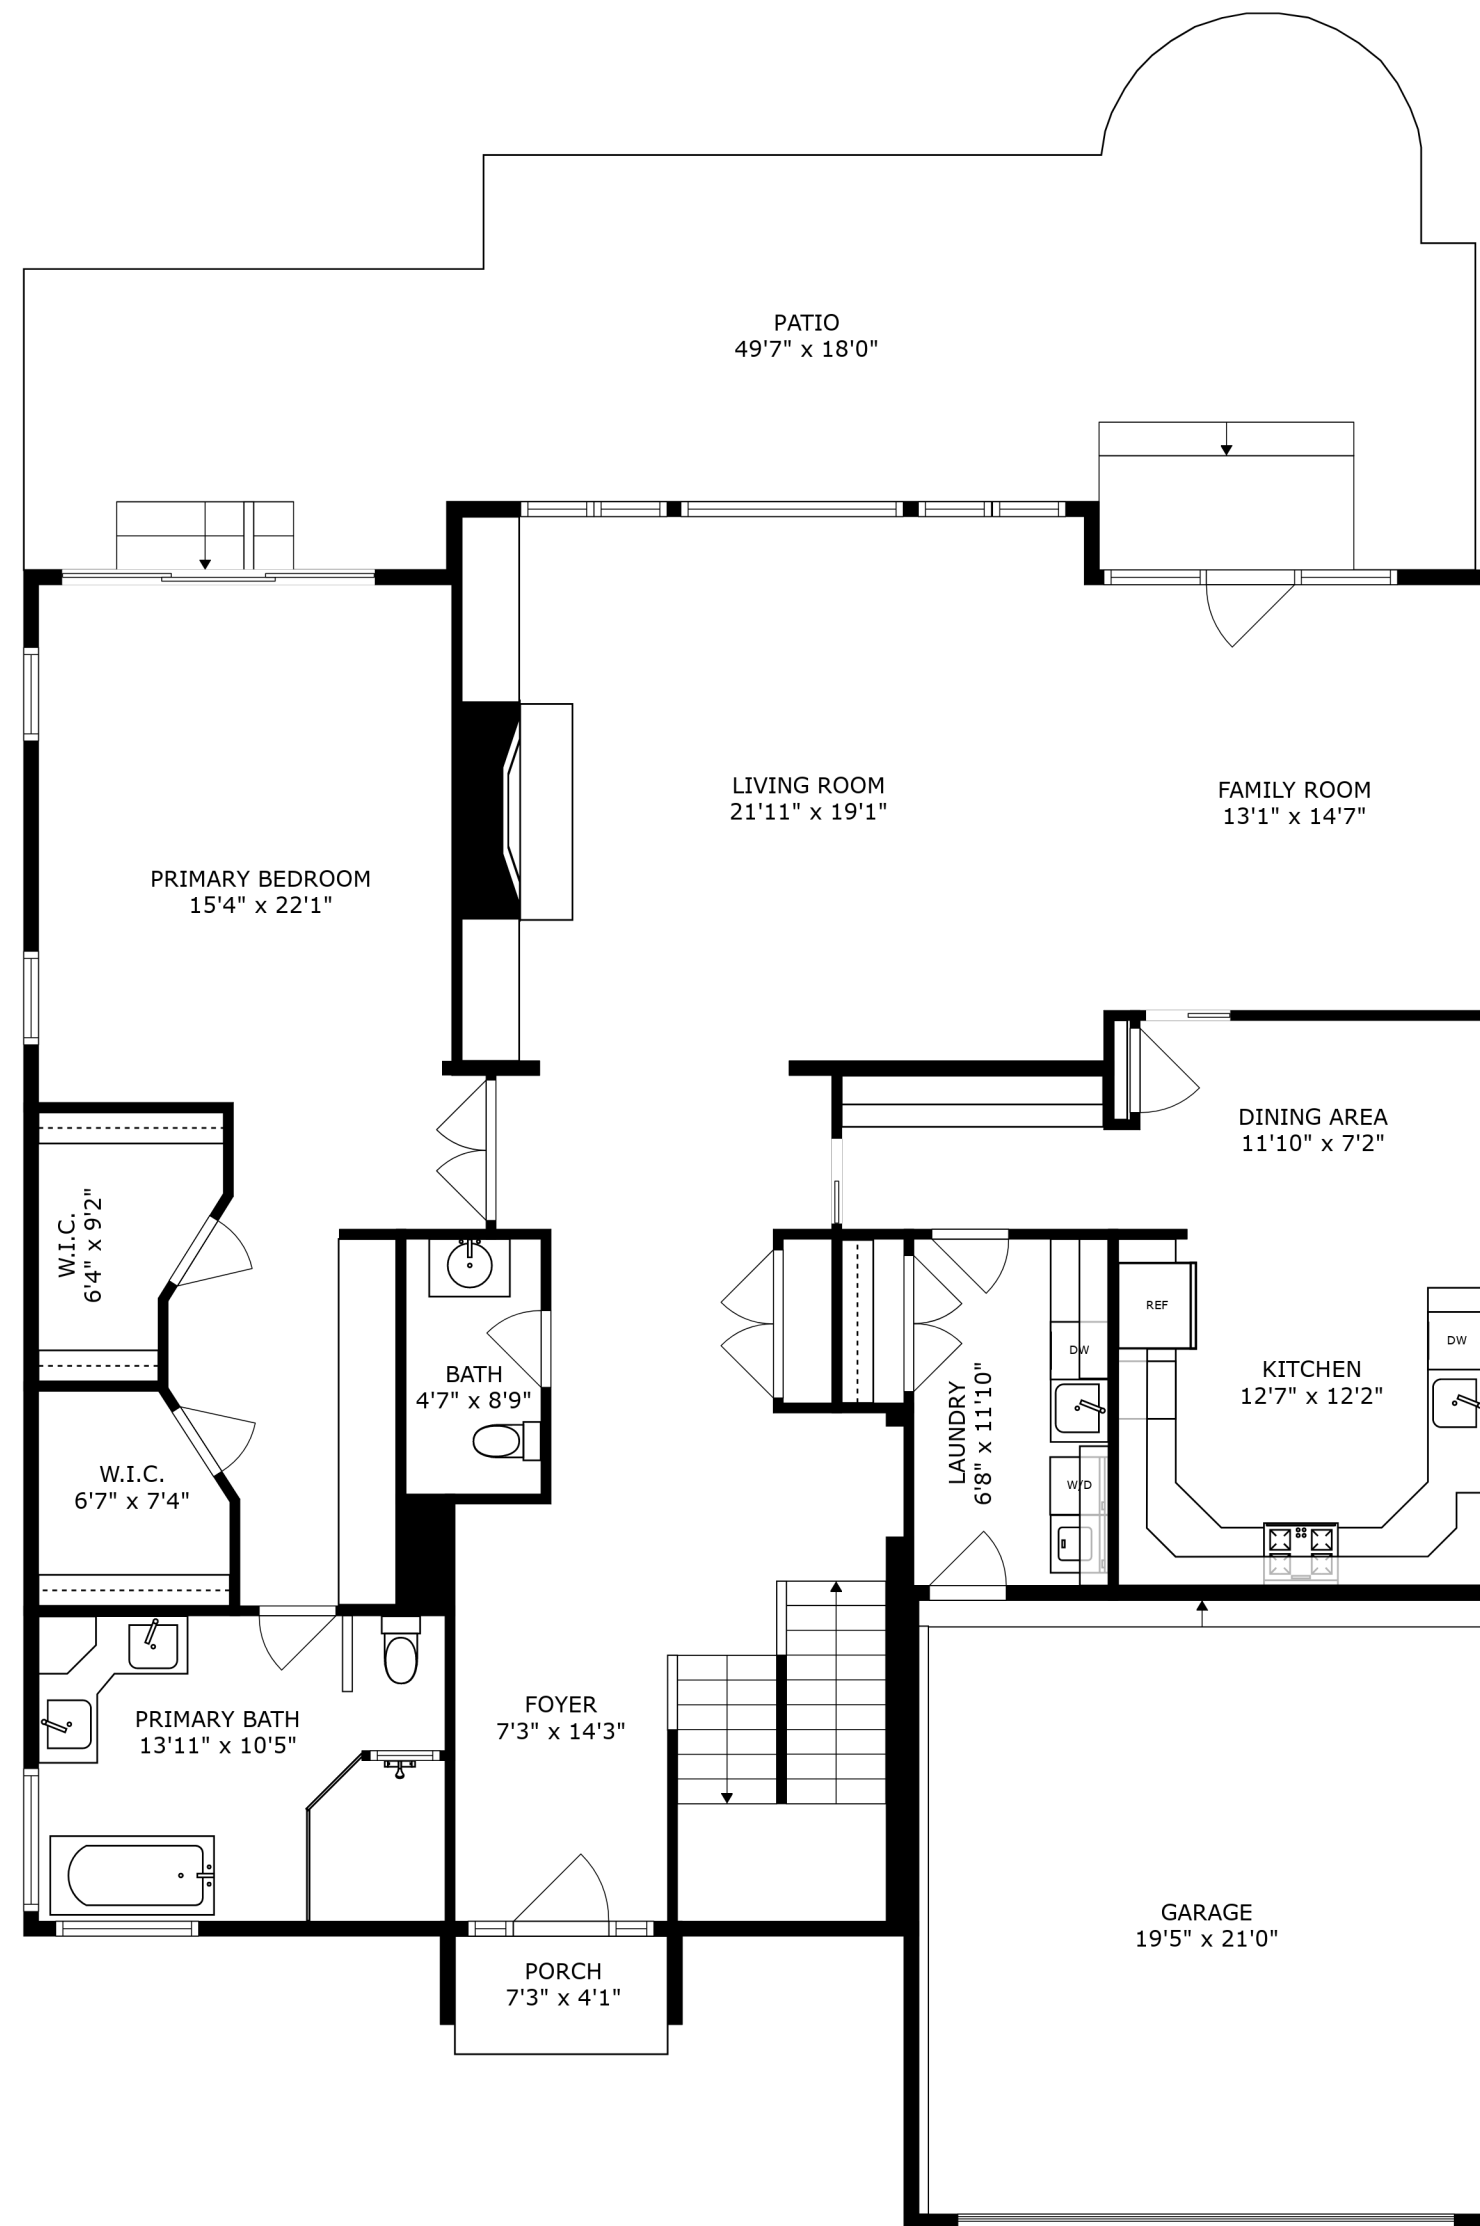 PATIO
49'7" x 18'0"
LIVING ROOM
21'11" x 19'1"
FAMILY ROOM
13'1" x 14'7"
PRIMARY BEDROOM
15'4" x 22'1"
DINING AREA
11'10" x 7'2"
W.I.C.
6'4" x 9'2"
REF
DW
DW
BATH
4'7" x 8'9"
KITCHEN
12'7" x 12'2"
LAUNDRY
6'8" x 11'10"
W.I.C.
6'7" x 7'4"
W/D
FOYER
7'3" x 14'3"
PRIMARY BATH
13'11" x 10'5"
GARAGE
19'5" x 21'0"
PORCH
7'3" x 4'1"